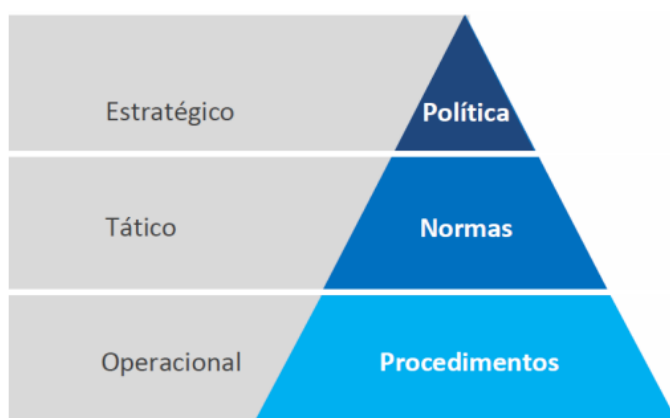 Estratégico Política
Tático Normas
Operacional Procedimentos